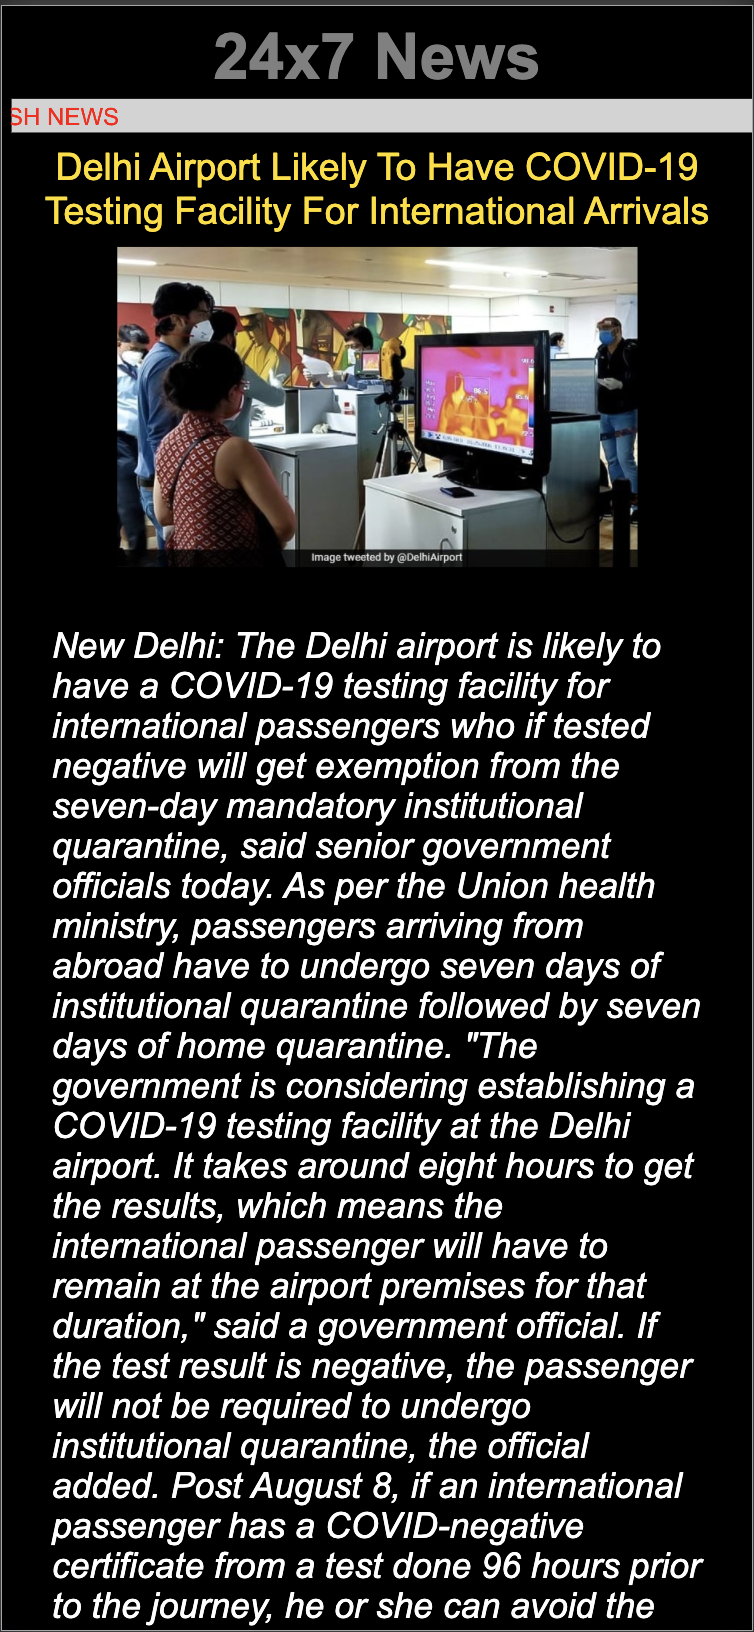 24x7 News
SH NEWS
Delhi Airport Likely To Have COVID-19
Testing Facility For International Arrivals
Image tweeted by @DelhiAirport
New Delhi: The Delhi airport is likely to
have a COVID-19 testing facility for
international passengers who if tested
negative will get exemption from the
seven-day mandatory institutional
quarantine, said senior government
officials today. As per the Union health
ministry, passengers arriving from
abroad have to undergo seven days of
institutional quarantine followed by seven
days of home quarantine. "The
government is considering establishing a
COVID-19 testing facility at the Delhi
airport. It takes around eight hours to get
the results, which means the
international passenger will have to
remain at the airport premises for that
duration," said a government official. If
the test result is negative, the passenger
will not be required to undergo
institutional quarantine, the official
added. Post August 8, if an international
passenger has a COVID-negative
certificate from a test done 96 hours prior
to the journey, he or she can avoid the